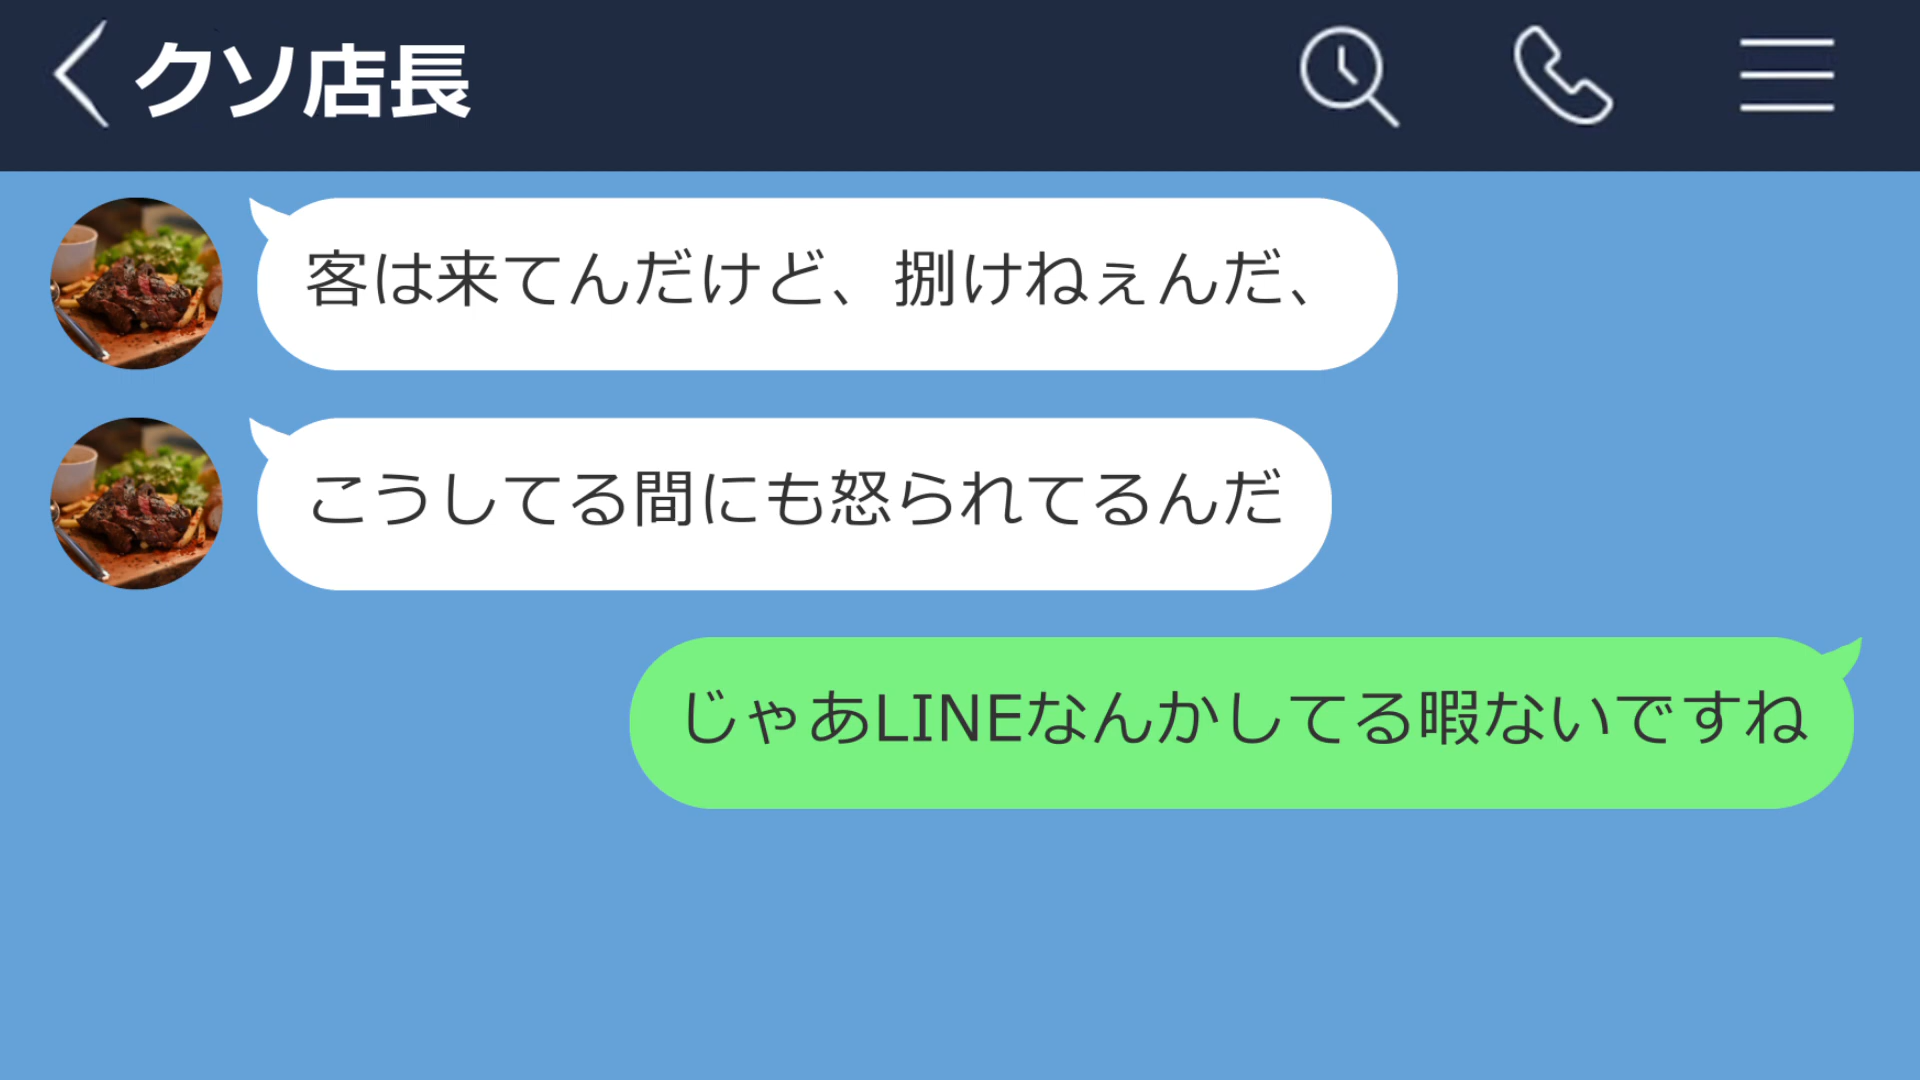 クソ店長
客は来てんだけど、捌けねぇんだ、
こうしてる間にも怒られてるんだ
じゃあLINEなんかしてる暇ないですね